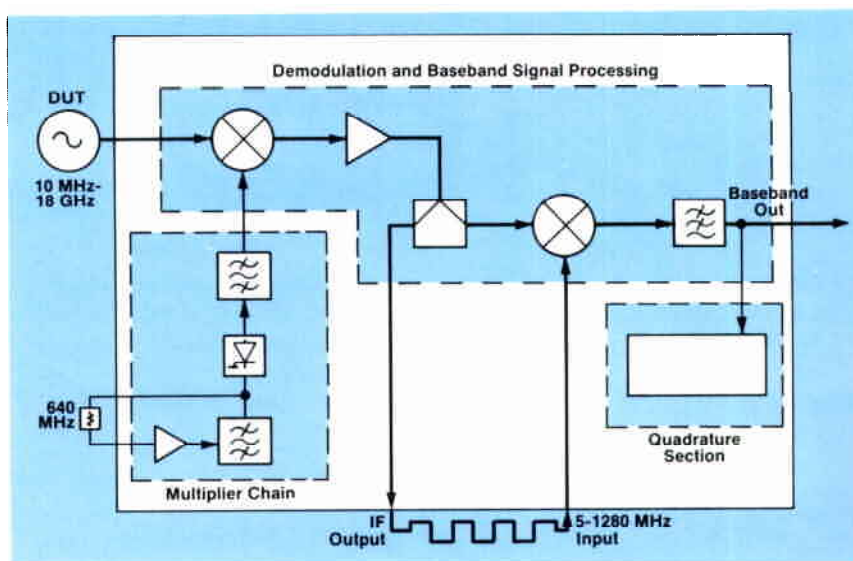 Demodulation and Baseband Signal Processing
DUT
10 MHz-
18 GHz
Baseband
Out
640
MHz
Multiplier Chain
Quadrature
Section
IF
Output
5-1280 MHz
Input